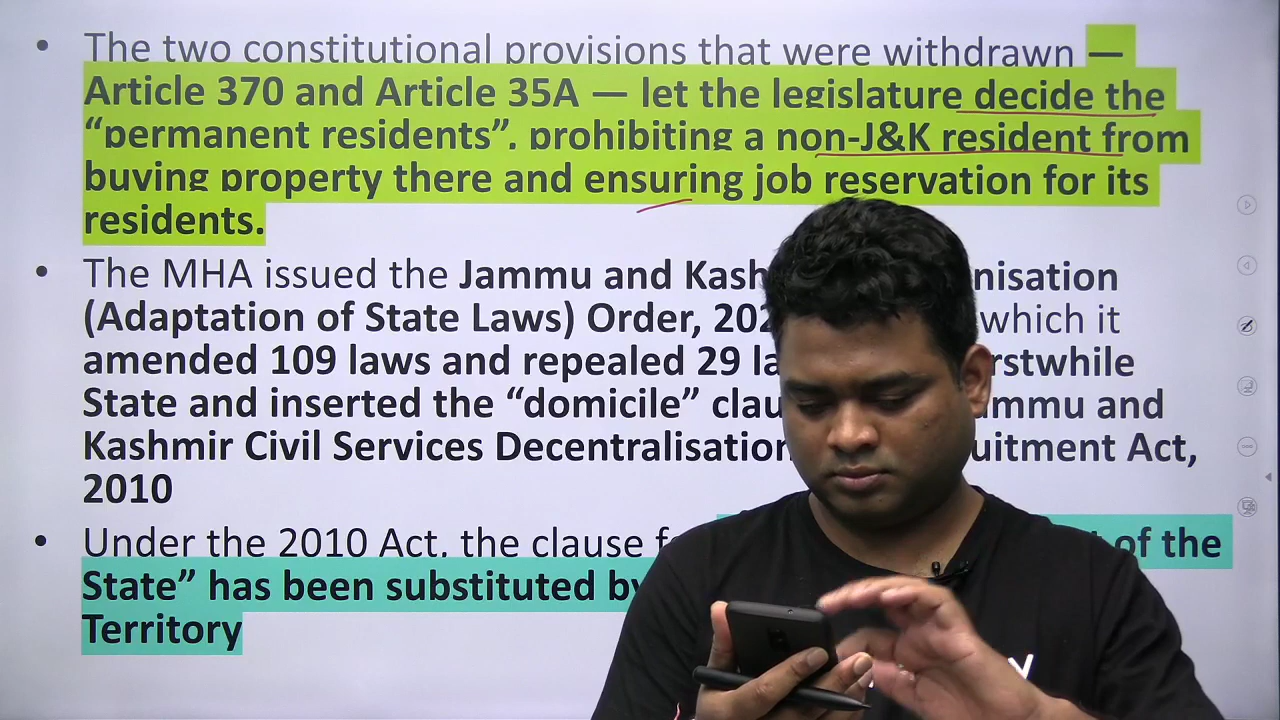 • The two constitutional provisions that were withdrawn —
Article 370 and Article 35A — let the legislature decide the
“permanent residents”, prohibiting a non-J&K resident from
buying property there and ensuring job reservation for its
residents.
• The MHA issued the Jammu and Kash nisation
(Adaptation of State Laws) Order, 202 which it
amended 109 laws and repealed 29 la rstwhile
State and inserted the “domicile” clau ammu and
Kashmir Civil Services Decentralisation uitment Act,
2010
• Under the 2010 Act, the clause f t of the
State” has been substituted by
Territory